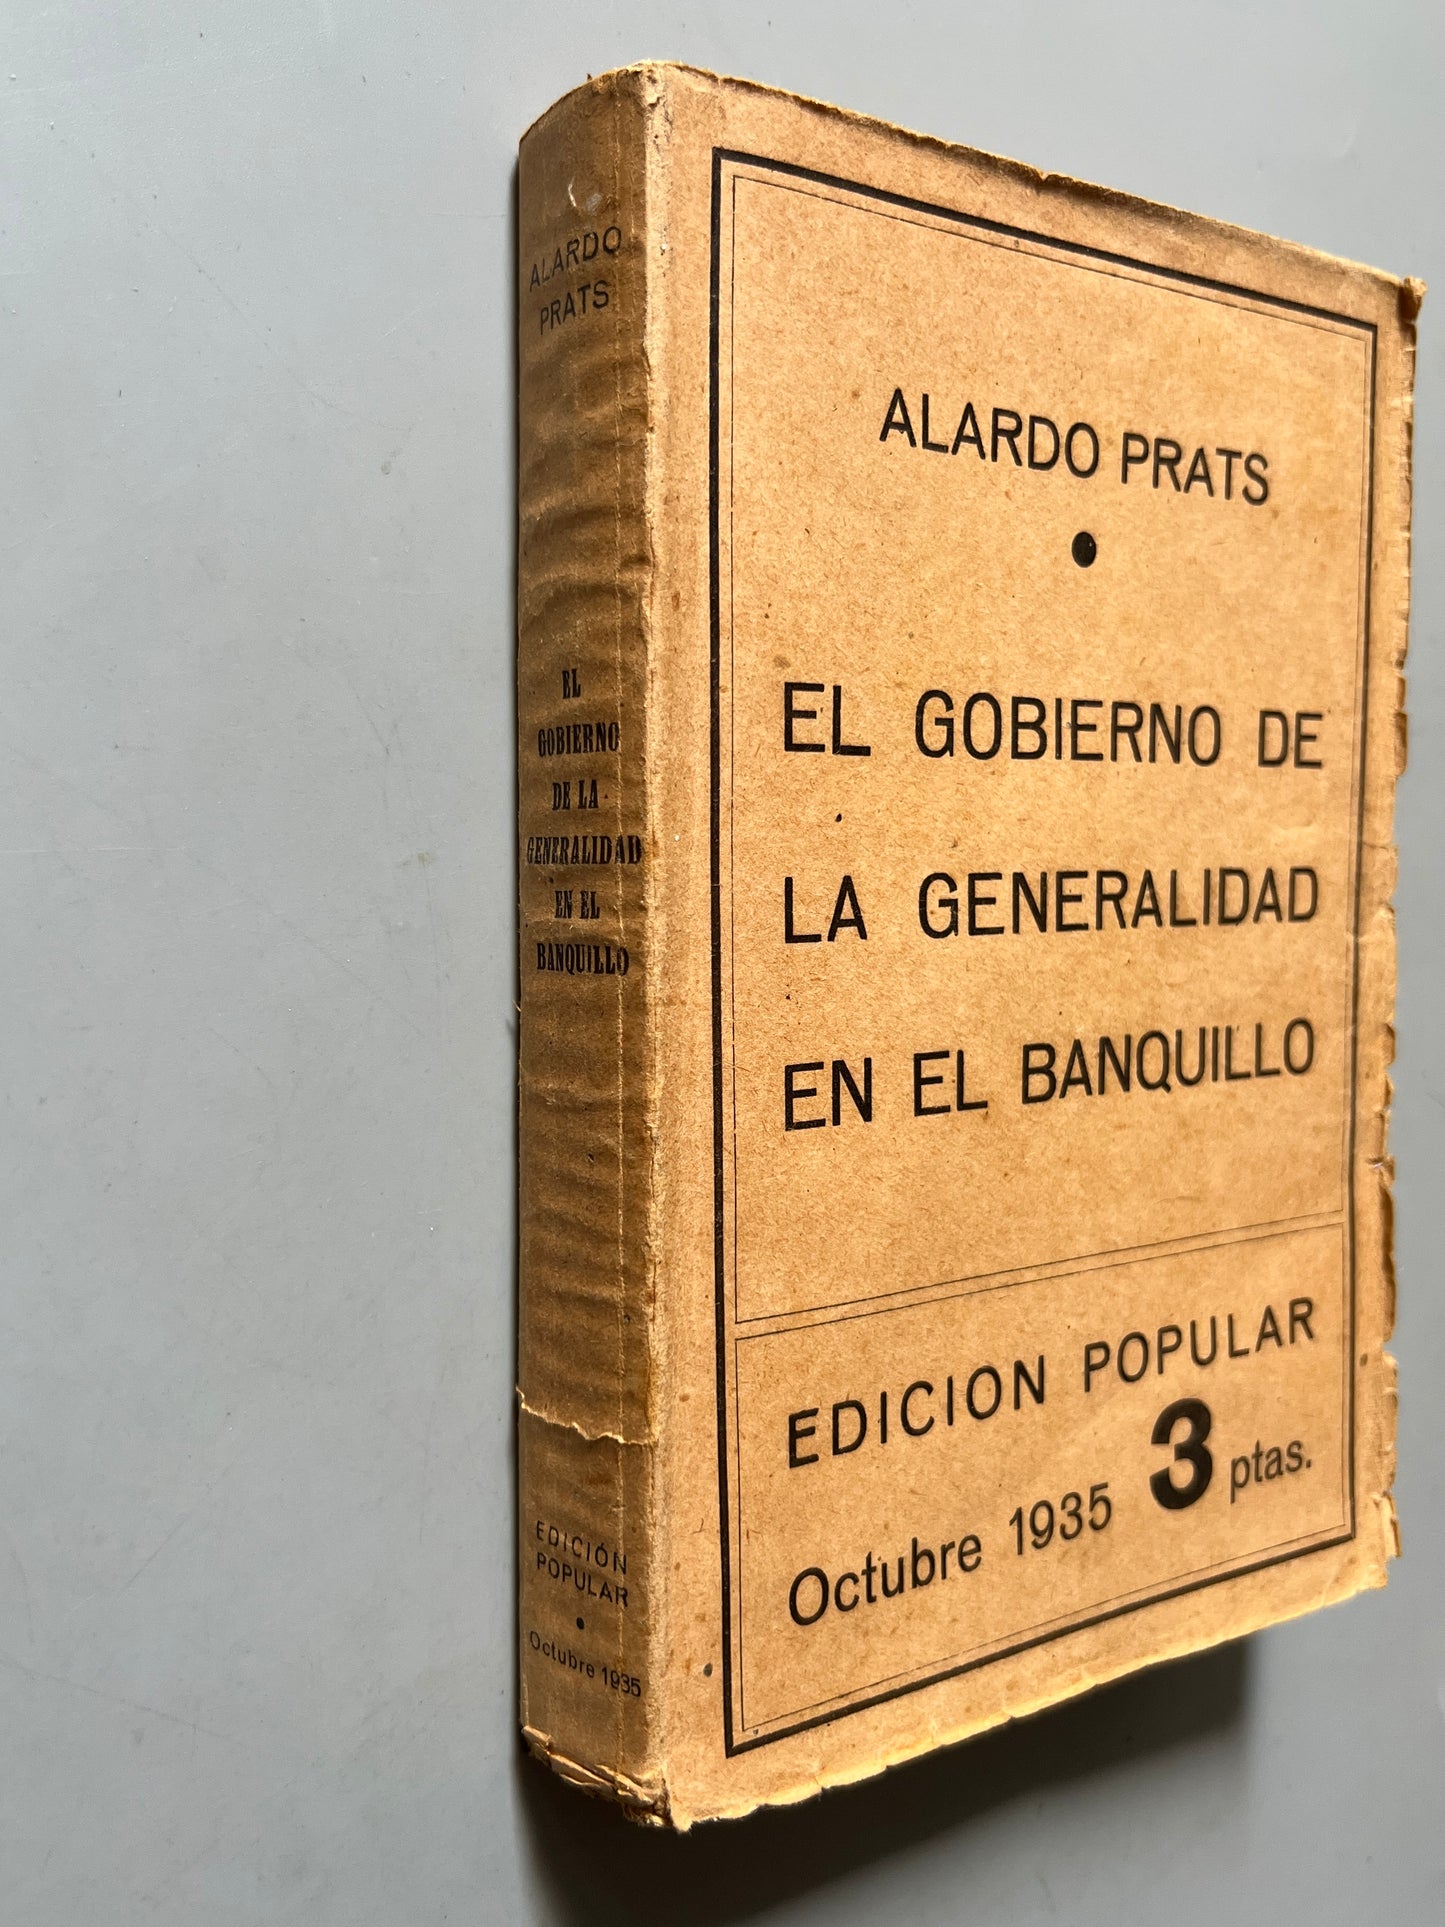 ALARDO
PRATS
EL
GOBIERNO
DE LA
GENERALIDAD
EN EL
BANQUILLO
EDICIÓN
POPULAR
Octubre 1935
ALARDO PRATS
EL GOBIERNO DE
LA GENERALIDAD
EN EL BANQUILLO
EDICION POPULAR
Octubre 1935 3 ptas.